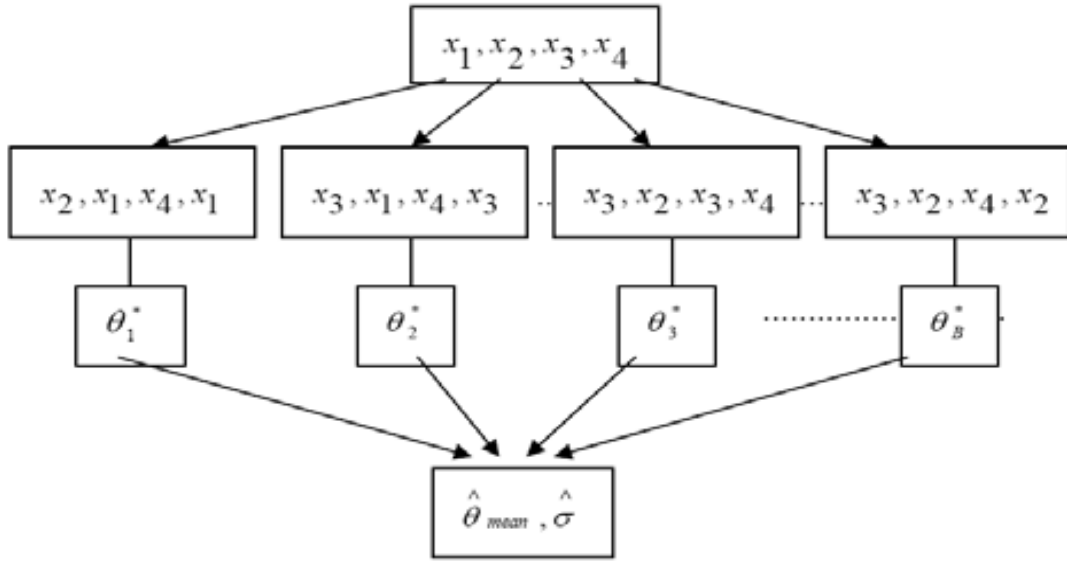 x₁, x₂, x₃, x₄
x₂, x₁, x₄, x₁
x₃, x₁, x₄, x₃
x₃, x₂, x₃, x₄
x₃, x₂, x₄, x₂
θ₁*
θ₂*
θ₃*
θ_B*
θ̂ mean , σ̂